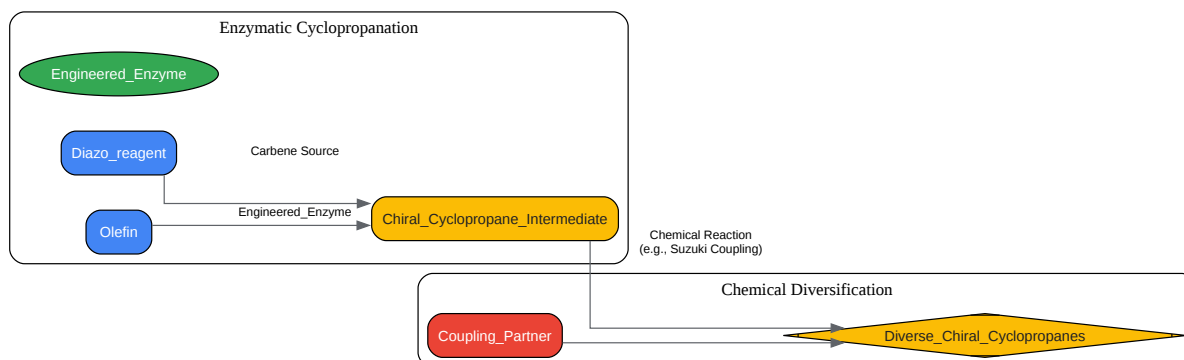 Enzymatic Cyclopropanation
Engineered_Enzyme
Diazo_reagent
Carbene Source
Engineered_Enzyme
Olefin
Chiral_Cyclopropane_Intermediate
Chemical Reaction
(e.g., Suzuki Coupling)
Chemical Diversification
Coupling_Partner
Diverse_Chiral_Cyclopropanes